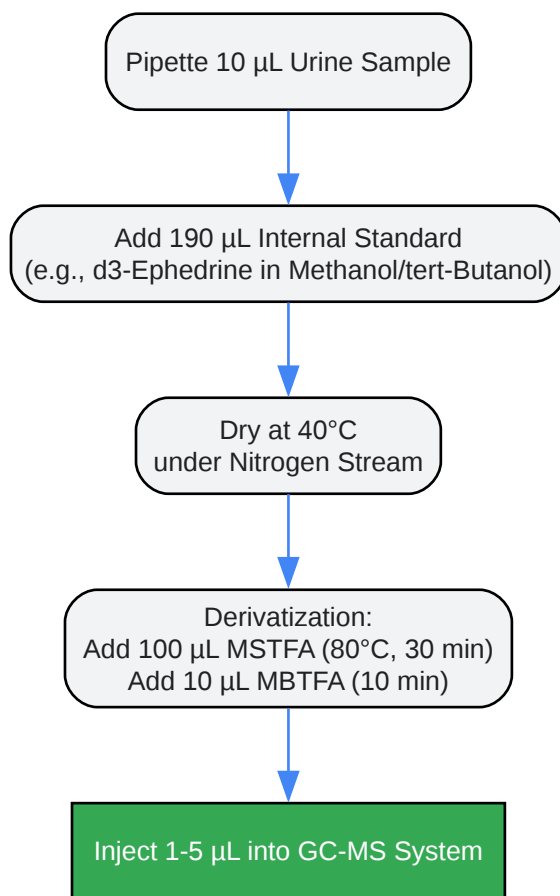 Pipette 10 µL Urine Sample
Add 190 µL Internal Standard
(e.g., d3-Ephedrine in Methanol/tert-Butanol)
Dry at 40°C
under Nitrogen Stream
Derivatization:
Add 100 µL MSTFA (80°C, 30 min)
Add 10 µL MBTFA (10 min)
Inject 1-5 µL into GC-MS System